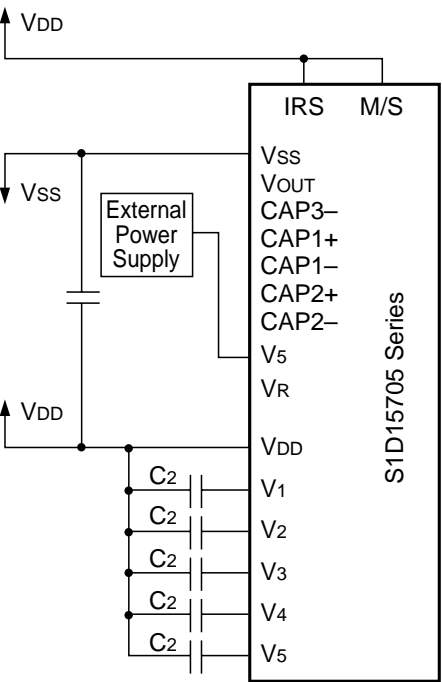 VDD
IRS M/S
VSS
VSS
VOUT
CAP3–
CAP1+
CAP1–
CAP2+
CAP2–
V5
VR
External
Power
Supply
S1D15705 Series
VDD
VDD
C2 V1
C2 V2
C2 V3
C2 V4
C2 V5